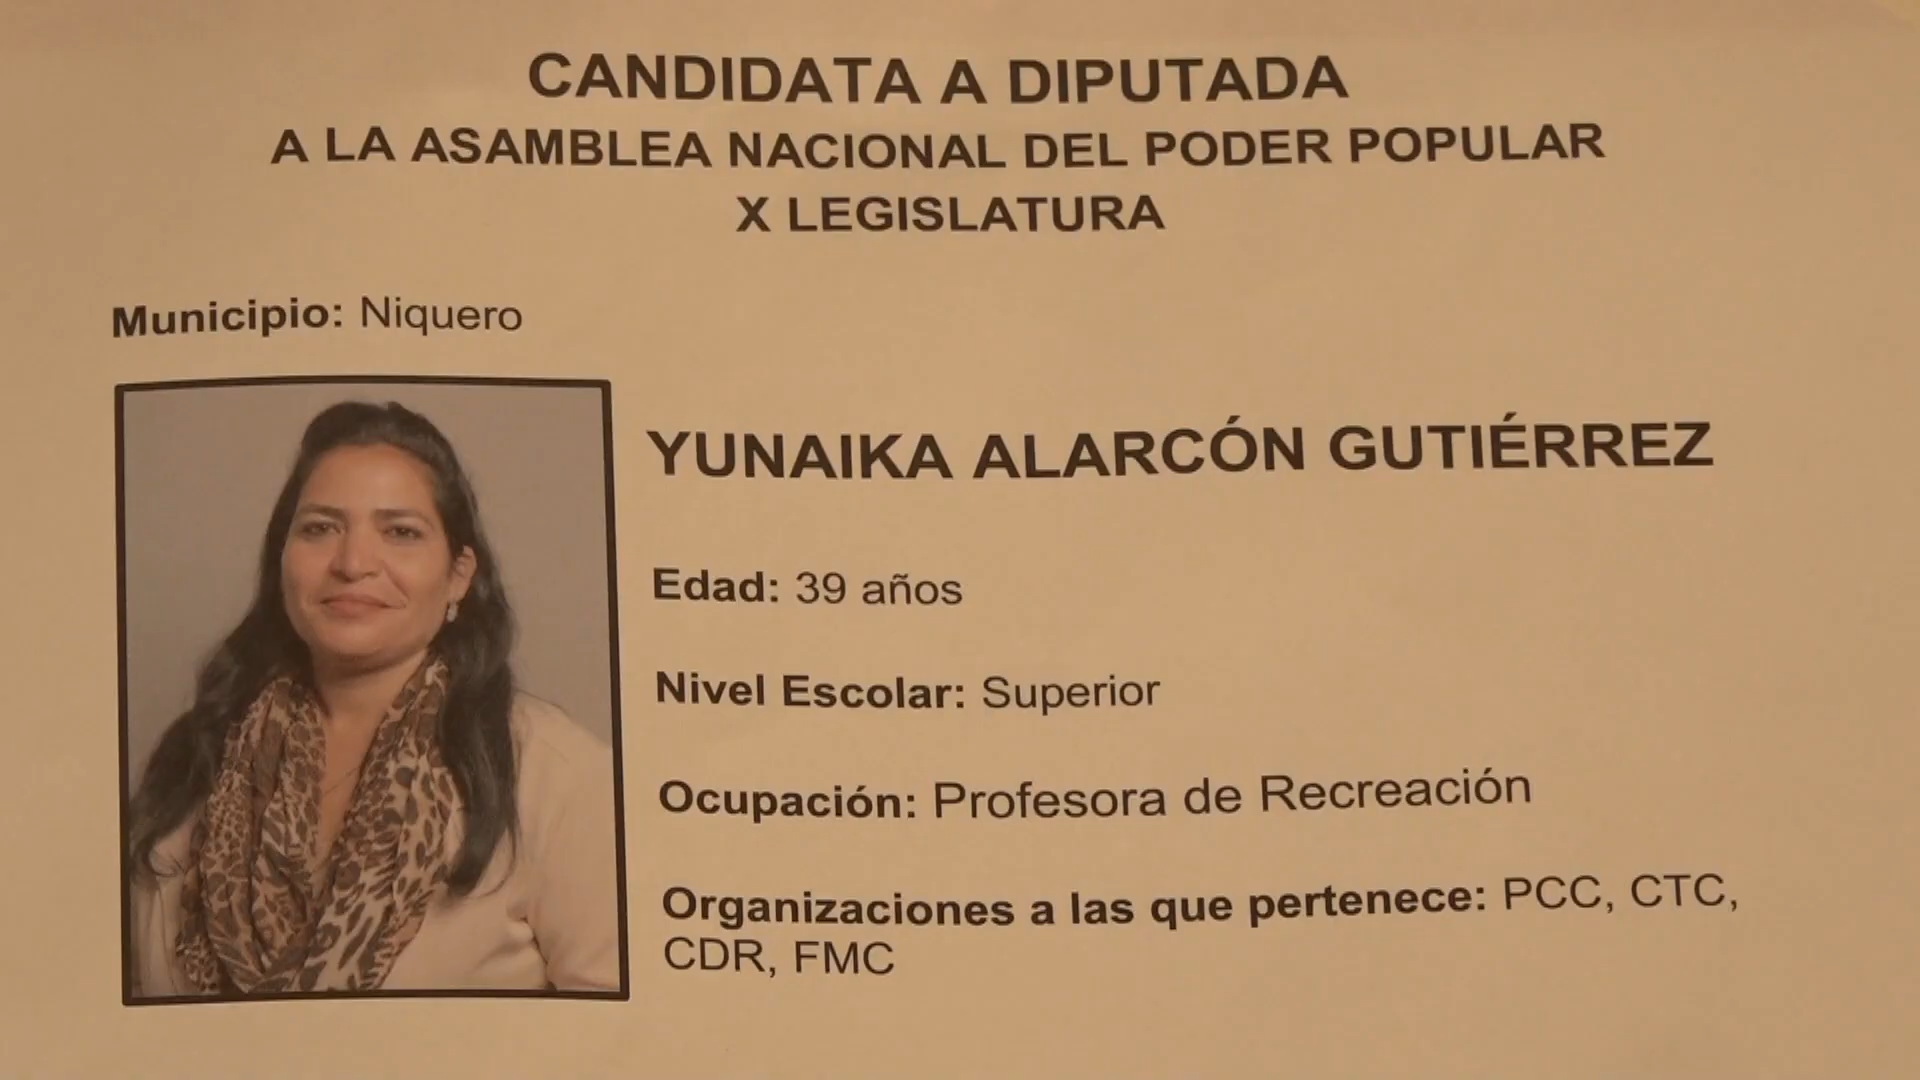 CANDIDATA A DIPUTADA
A LA ASAMBLEA NACIONAL DEL PODER POPULAR
X LEGISLATURA
Municipio: Niquero
YUNAIKA ALARCÓN GUTIÉRREZ
Edad: 39 años
Nivel Escolar: Superior
Ocupación: Profesora de Recreación
Organizaciones a las que pertenece: PCC, CTC,
CDR, FMC